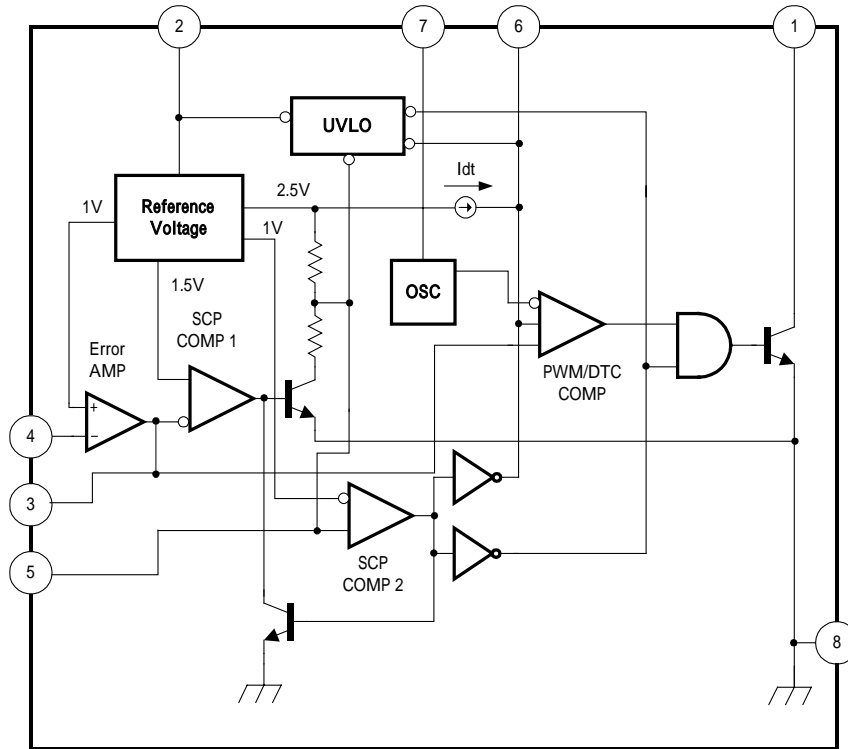 2
7
6
1
UVLO
Idt
2.5V
1V
Reference
Voltage
1V
1.5V
OSC
SCP
COMP 1
Error
AMP
PWM/DTC
COMP
+
−
4
3
5
SCP
COMP 2
8